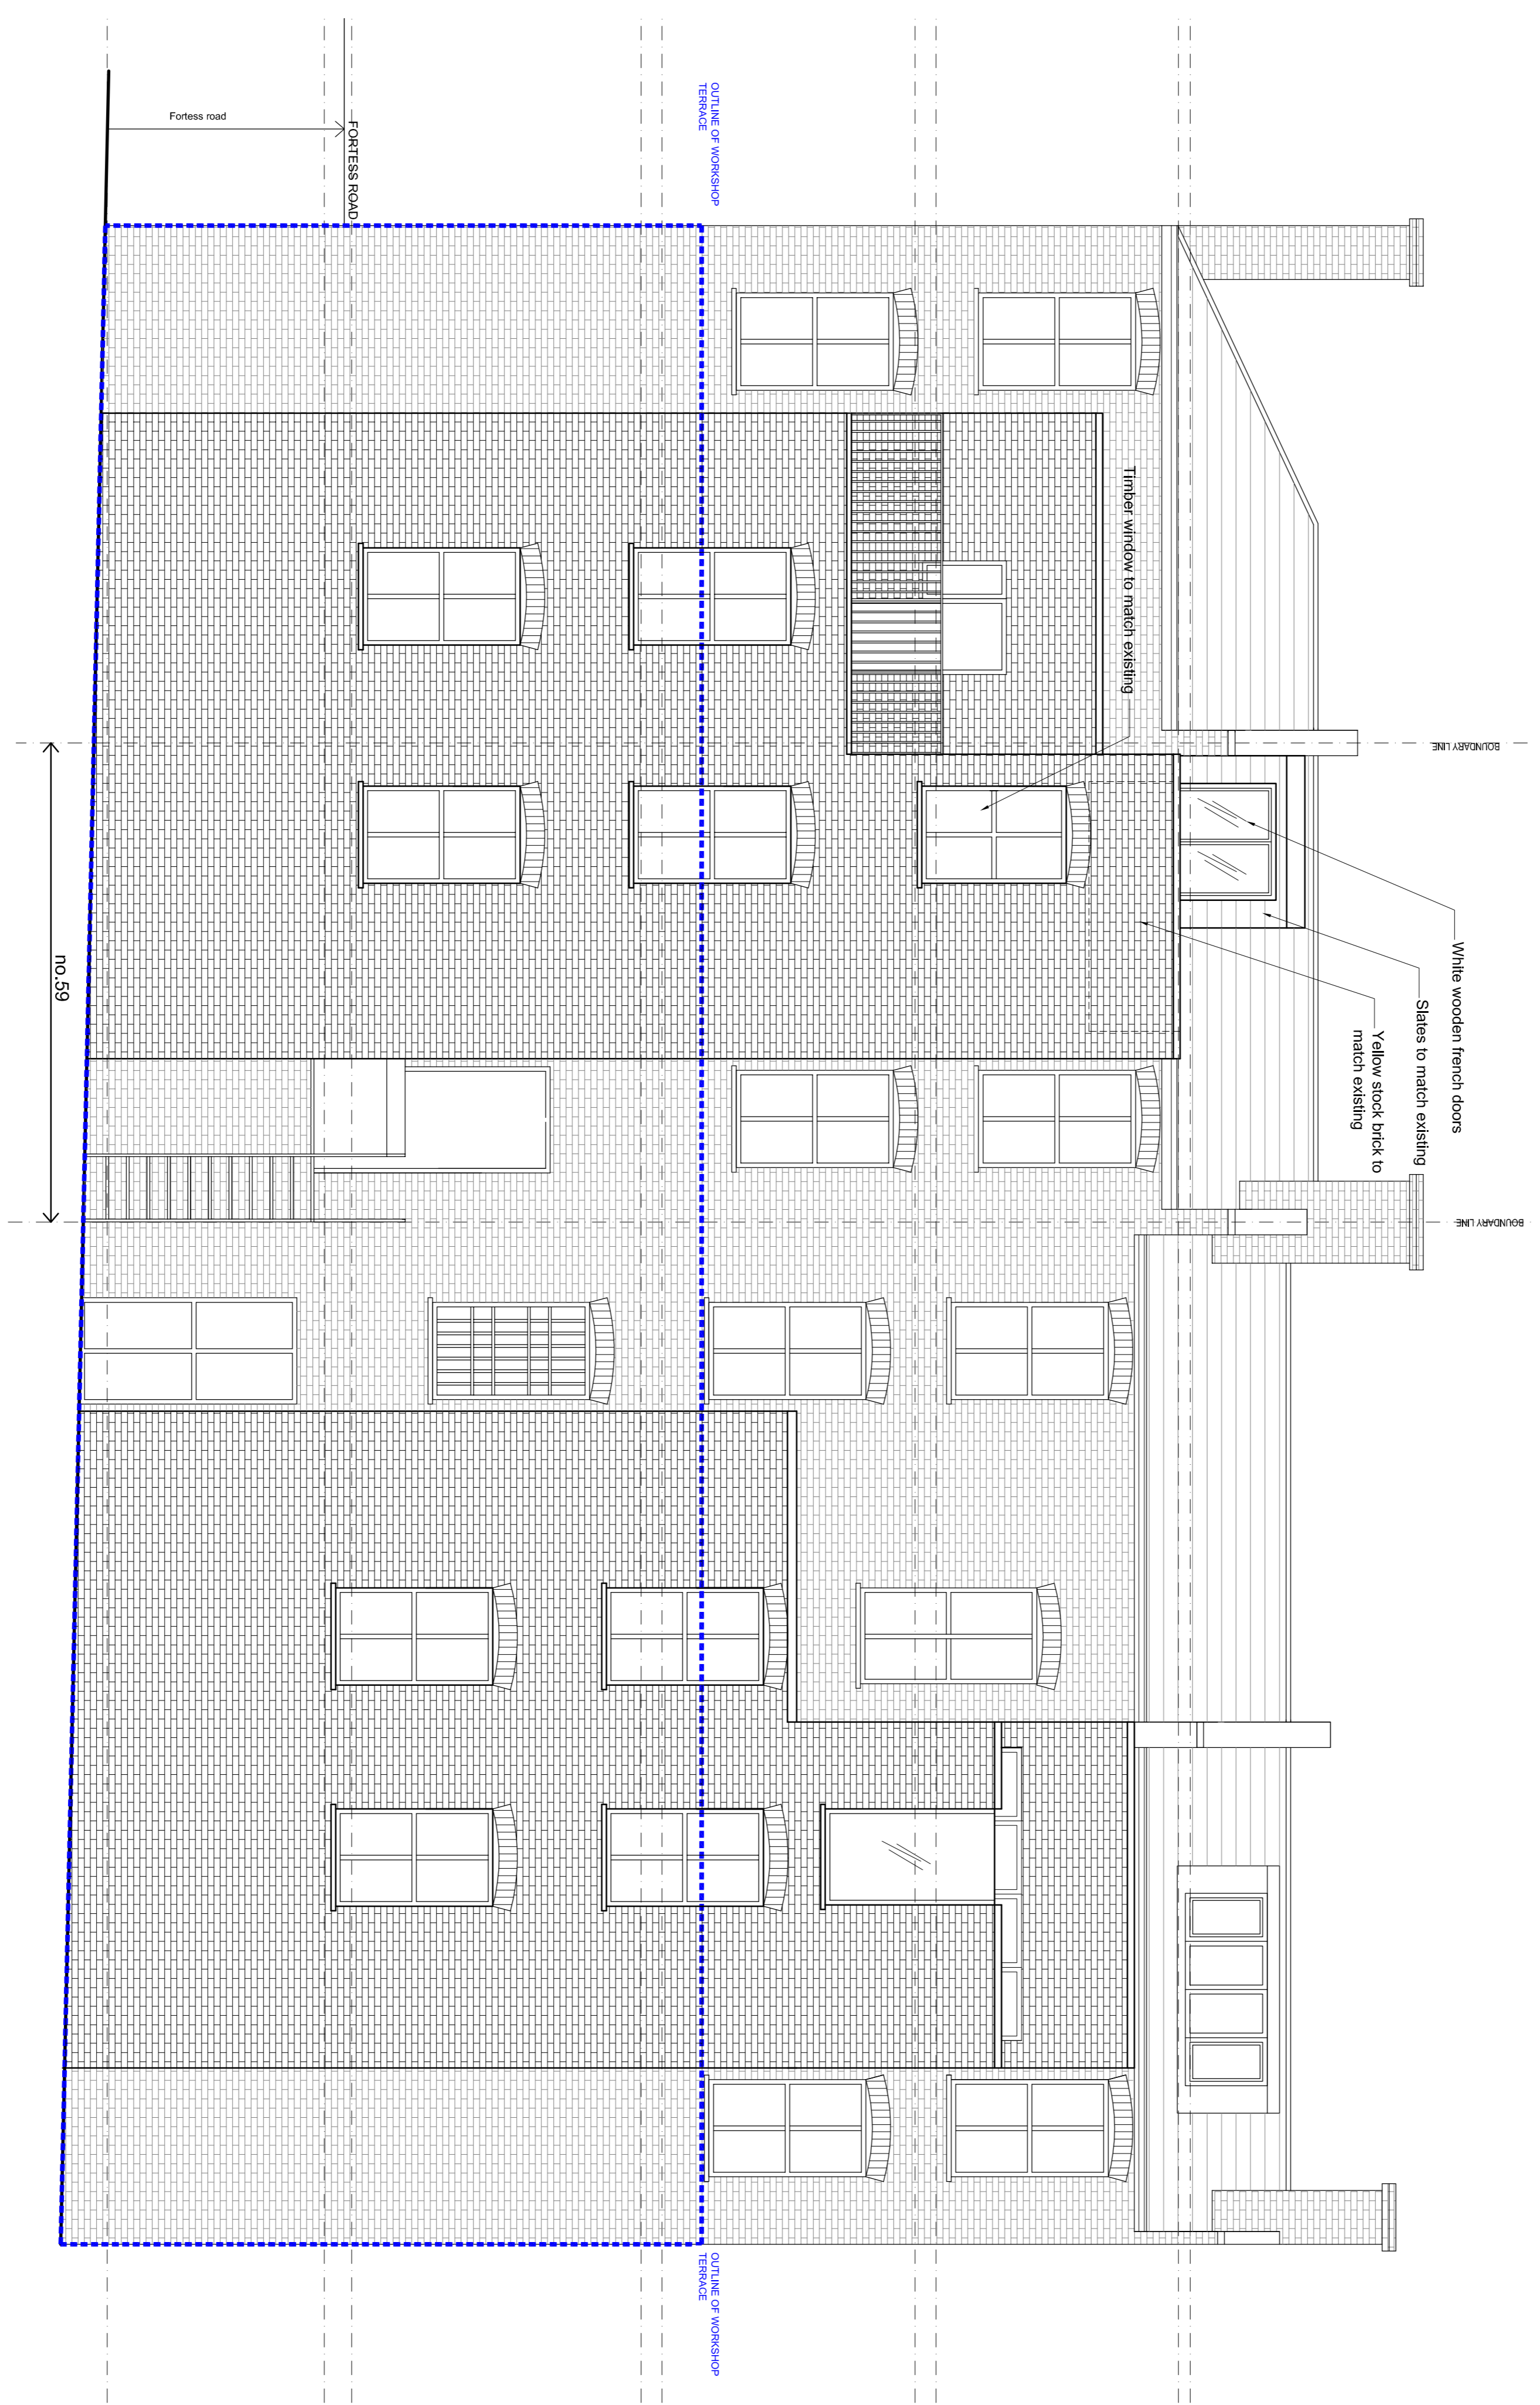 White wooden french doors
Slates to match existing
Yellow stock brick to
match existing
Timber window to match existing
BOUNDARY LINE
BOUNDARY LINE
OUTLINE OF WORKSHOP
TERRACE
OUTLINE OF WORKSHOP
TERRACE
FORTESS ROAD
Fortess road
no.59